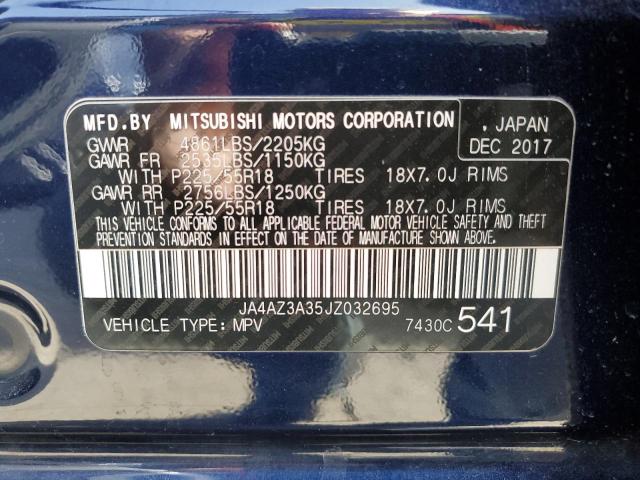 MFD.BY MITSUBISHI MOTORS CORPORATION
. JAPAN
DEC 2017
GWWR 4861LBS/2205KG
GAWR FR 2535LBS/1150KG
WITH P225/55R18 TIRES 18X7.0J RIMS
GAWR RR 2756LBS/1250KG
WITH P225/55R18 TIRES 18X7.0J RIMS
THIS VEHICLE CONFORMS TO ALL APPLICABLE FEDERAL MOTOR VEHICLE SAFETY AND THEFT
PREVENTION STANDARDS IN EFFECT ON THE DATE OF MANUFACTURE SHOWN ABOVE.
JA4AZ3A35JZ032695
VEHICLE TYPE: MPV 7430C 541